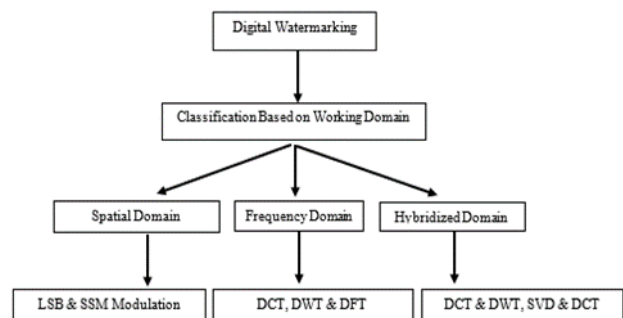 Digital Watermarking
Classification Based on Working Domain
Spatial Domain
Frequency Domain
Hybridized Domain
LSB & SSM Modulation
DCT, DWT & DFT
DCT & DWT, SVD & DCT